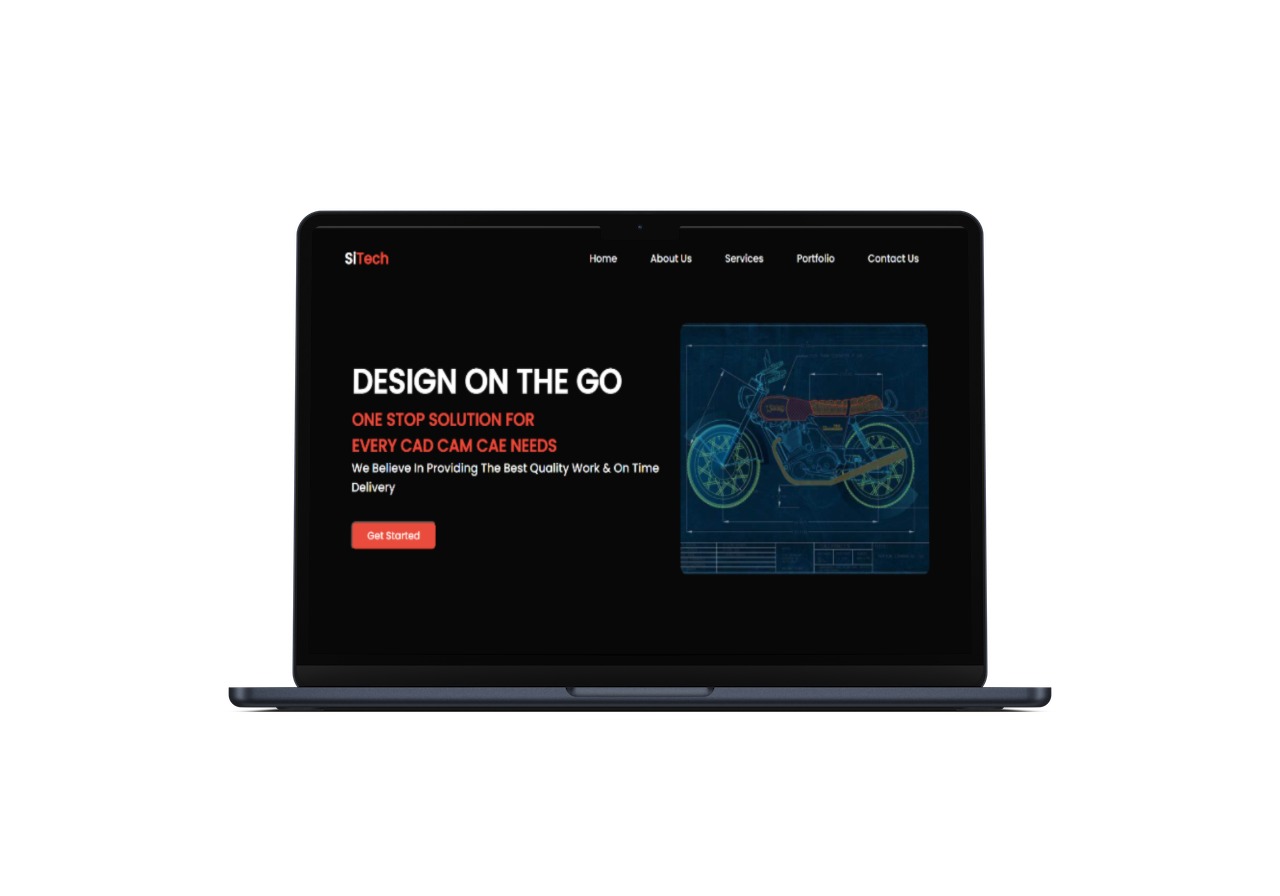 SITech
Home
About Us
Services
Portfolio
Contact Us
DESIGN ON THE GO
ONE STOP SOLUTION FOR
EVERY CAD CAM CAE NEEDS
We Believe In Providing The Best Quality Work & On Time
Delivery
Get Started